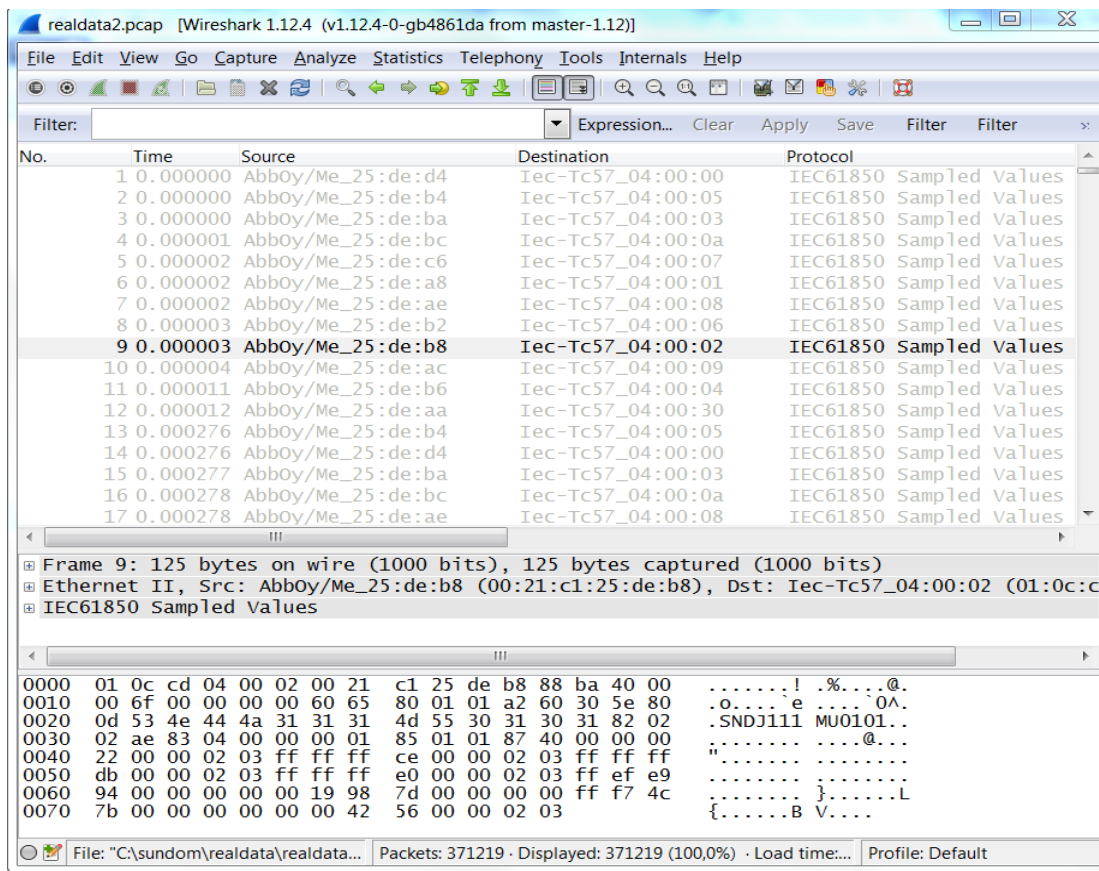 realdata2.pcap [Wireshark 1.12.4 (v1.12.4-0-gb4861da from master-1.12)]
File Edit View Go Capture Analyze Statistics Telephony Tools Internals Help
Filter: Expression... Clear Apply Save Filter Filter
No. Time Source Destination Protocol
1 0.000000 AbbOy/Me_25:de:d4 Iec-Tc57_04:00:00 IEC61850 Sampled Values
2 0.000000 AbbOy/Me_25:de:b4 Iec-Tc57_04:00:05 IEC61850 Sampled Values
3 0.000000 AbbOy/Me_25:de:ba Iec-Tc57_04:00:03 IEC61850 Sampled Values
4 0.000001 AbbOy/Me_25:de:bc Iec-Tc57_04:00:0a IEC61850 Sampled Values
5 0.000002 AbbOy/Me_25:de:c6 Iec-Tc57_04:00:07 IEC61850 Sampled Values
6 0.000002 AbbOy/Me_25:de:a8 Iec-Tc57_04:00:01 IEC61850 Sampled Values
7 0.000002 AbbOy/Me_25:de:ae Iec-Tc57_04:00:08 IEC61850 Sampled Values
8 0.000003 AbbOy/Me_25:de:b2 Iec-Tc57_04:00:06 IEC61850 Sampled Values
9 0.000003 AbbOy/Me_25:de:b8 Iec-Tc57_04:00:02 IEC61850 Sampled Values
10 0.000004 AbbOy/Me_25:de:ac Iec-Tc57_04:00:09 IEC61850 Sampled Values
11 0.000011 AbbOy/Me_25:de:b6 Iec-Tc57_04:00:04 IEC61850 Sampled Values
12 0.000012 AbbOy/Me_25:de:aa Iec-Tc57_04:00:30 IEC61850 Sampled Values
13 0.000276 AbbOy/Me_25:de:b4 Iec-Tc57_04:00:05 IEC61850 Sampled Values
14 0.000276 AbbOy/Me_25:de:d4 Iec-Tc57_04:00:00 IEC61850 Sampled Values
15 0.000277 AbbOy/Me_25:de:ba Iec-Tc57_04:00:03 IEC61850 Sampled Values
16 0.000278 AbbOy/Me_25:de:bc Iec-Tc57_04:00:0a IEC61850 Sampled Values
17 0.000278 AbbOy/Me_25:de:ae Iec-Tc57_04:00:08 IEC61850 Sampled Values
Frame 9: 125 bytes on wire (1000 bits), 125 bytes captured (1000 bits)
Ethernet II, Src: AbbOy/Me_25:de:b8 (00:21:c1:25:de:b8), Dst: Iec-Tc57_04:00:02 (01:0c:c
IEC61850 Sampled Values
0000 01 0c cd 04 00 02 00 21 c1 25 de b8 88 ba 40 00 .......! .%....@.
0010 00 6f 00 00 00 00 60 65 80 01 01 a2 60 30 5e 80 .o....`e ....`0^.
0020 0d 53 4e 44 4a 31 31 31 4d 55 30 31 30 31 82 02 .SNDJ111 MU0101..
0030 02 ae 83 04 00 00 00 01 85 01 01 87 40 00 00 00 ........ ....@...
0040 22 00 00 02 03 ff ff ff ce 00 00 02 03 ff ff ff "....... ........
0050 db 00 00 02 03 ff ff ff e0 00 00 02 03 ff ef e9 ........ ........
0060 94 00 00 00 00 00 19 98 7d 00 00 00 00 ff f7 4c ........ }......L
0070 7b 00 00 00 00 00 00 42 56 00 00 02 03 {......B V....
File: "C:\sundom\realdata\realdata... Packets: 371219 · Displayed: 371219 (100,0%) · Load time:... Profile: Default